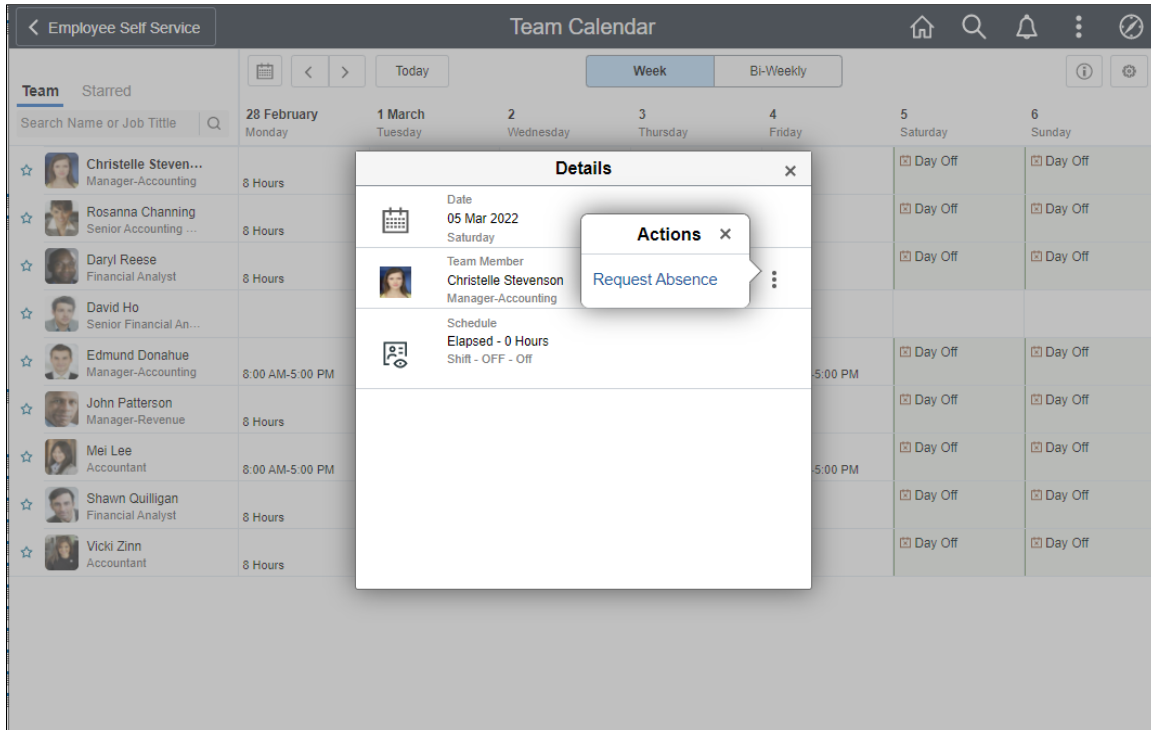 Employee Self Service
Team Calendar
Team
Starred
Today
Week
Bi-Weekly
Search Name or Job Tittle
28 February
Monday
1 March
Tuesday
2
Wednesday
3
Thursday
4
Friday
5
Saturday
6
Sunday
Christelle Steven...
Manager-Accounting
8 Hours
Day Off
Day Off
Rosanna Channing
Senior Accounting ...
8 Hours
Day Off
Day Off
Daryl Reese
Financial Analyst
8 Hours
Day Off
Day Off
David Ho
Senior Financial An...
Edmund Donahue
Manager-Accounting
8:00 AM-5:00 PM
-5:00 PM
Day Off
Day Off
John Patterson
Manager-Revenue
8 Hours
Day Off
Day Off
Mei Lee
Accountant
8:00 AM-5:00 PM
-5:00 PM
Day Off
Day Off
Shawn Quilligan
Financial Analyst
8 Hours
Day Off
Day Off
Vicki Zinn
Accountant
8 Hours
Day Off
Day Off
Details
Date
05 Mar 2022
Saturday
Team Member
Christelle Stevenson
Manager-Accounting
Schedule
Elapsed - 0 Hours
Shift - OFF - Off
Actions
Request Absence